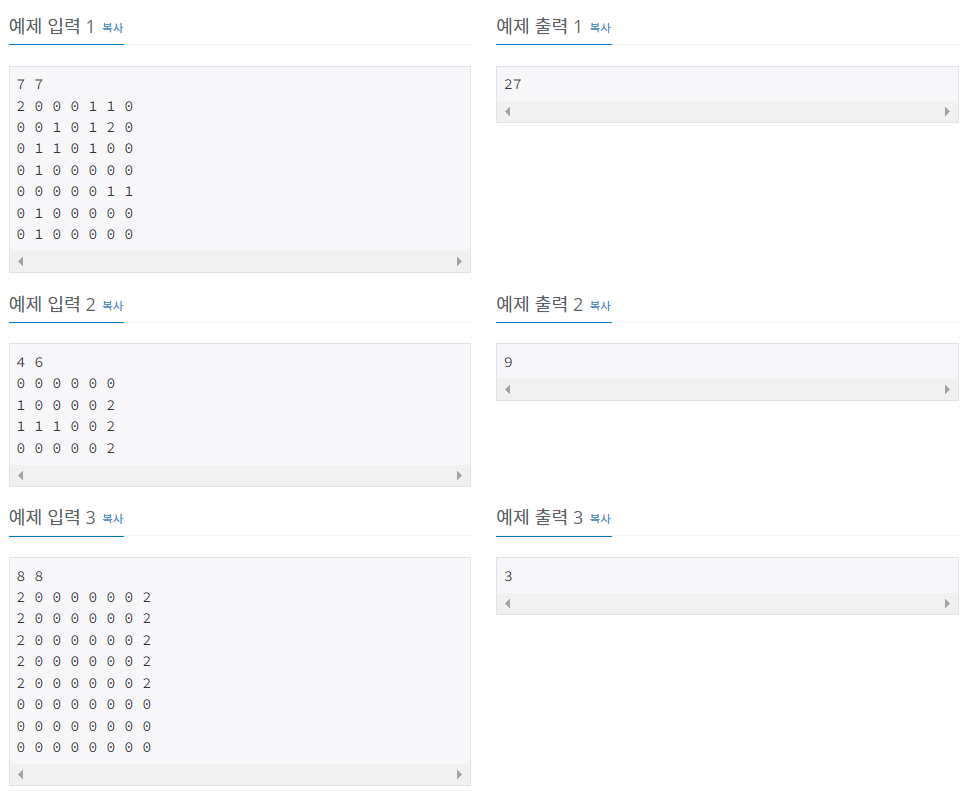 예제 입력 1 복사
예제 출력 1 복사
7 7
2 0 0 0 1 1 0
0 0 1 0 1 2 0
0 1 1 0 1 0 0
0 1 0 0 0 0 0
0 0 0 0 0 1 1
0 1 0 0 0 0 0
0 1 0 0 0 0 0
27
예제 입력 2 복사
예제 출력 2 복사
4 6
0 0 0 0 0 0
1 0 0 0 0 2
1 1 1 0 0 2
0 0 0 0 0 2
9
예제 입력 3 복사
예제 출력 3 복사
8 8
2 0 0 0 0 0 0 2
2 0 0 0 0 0 0 2
2 0 0 0 0 0 0 2
2 0 0 0 0 0 0 2
2 0 0 0 0 0 0 2
0 0 0 0 0 0 0 0
0 0 0 0 0 0 0 0
0 0 0 0 0 0 0 0
3